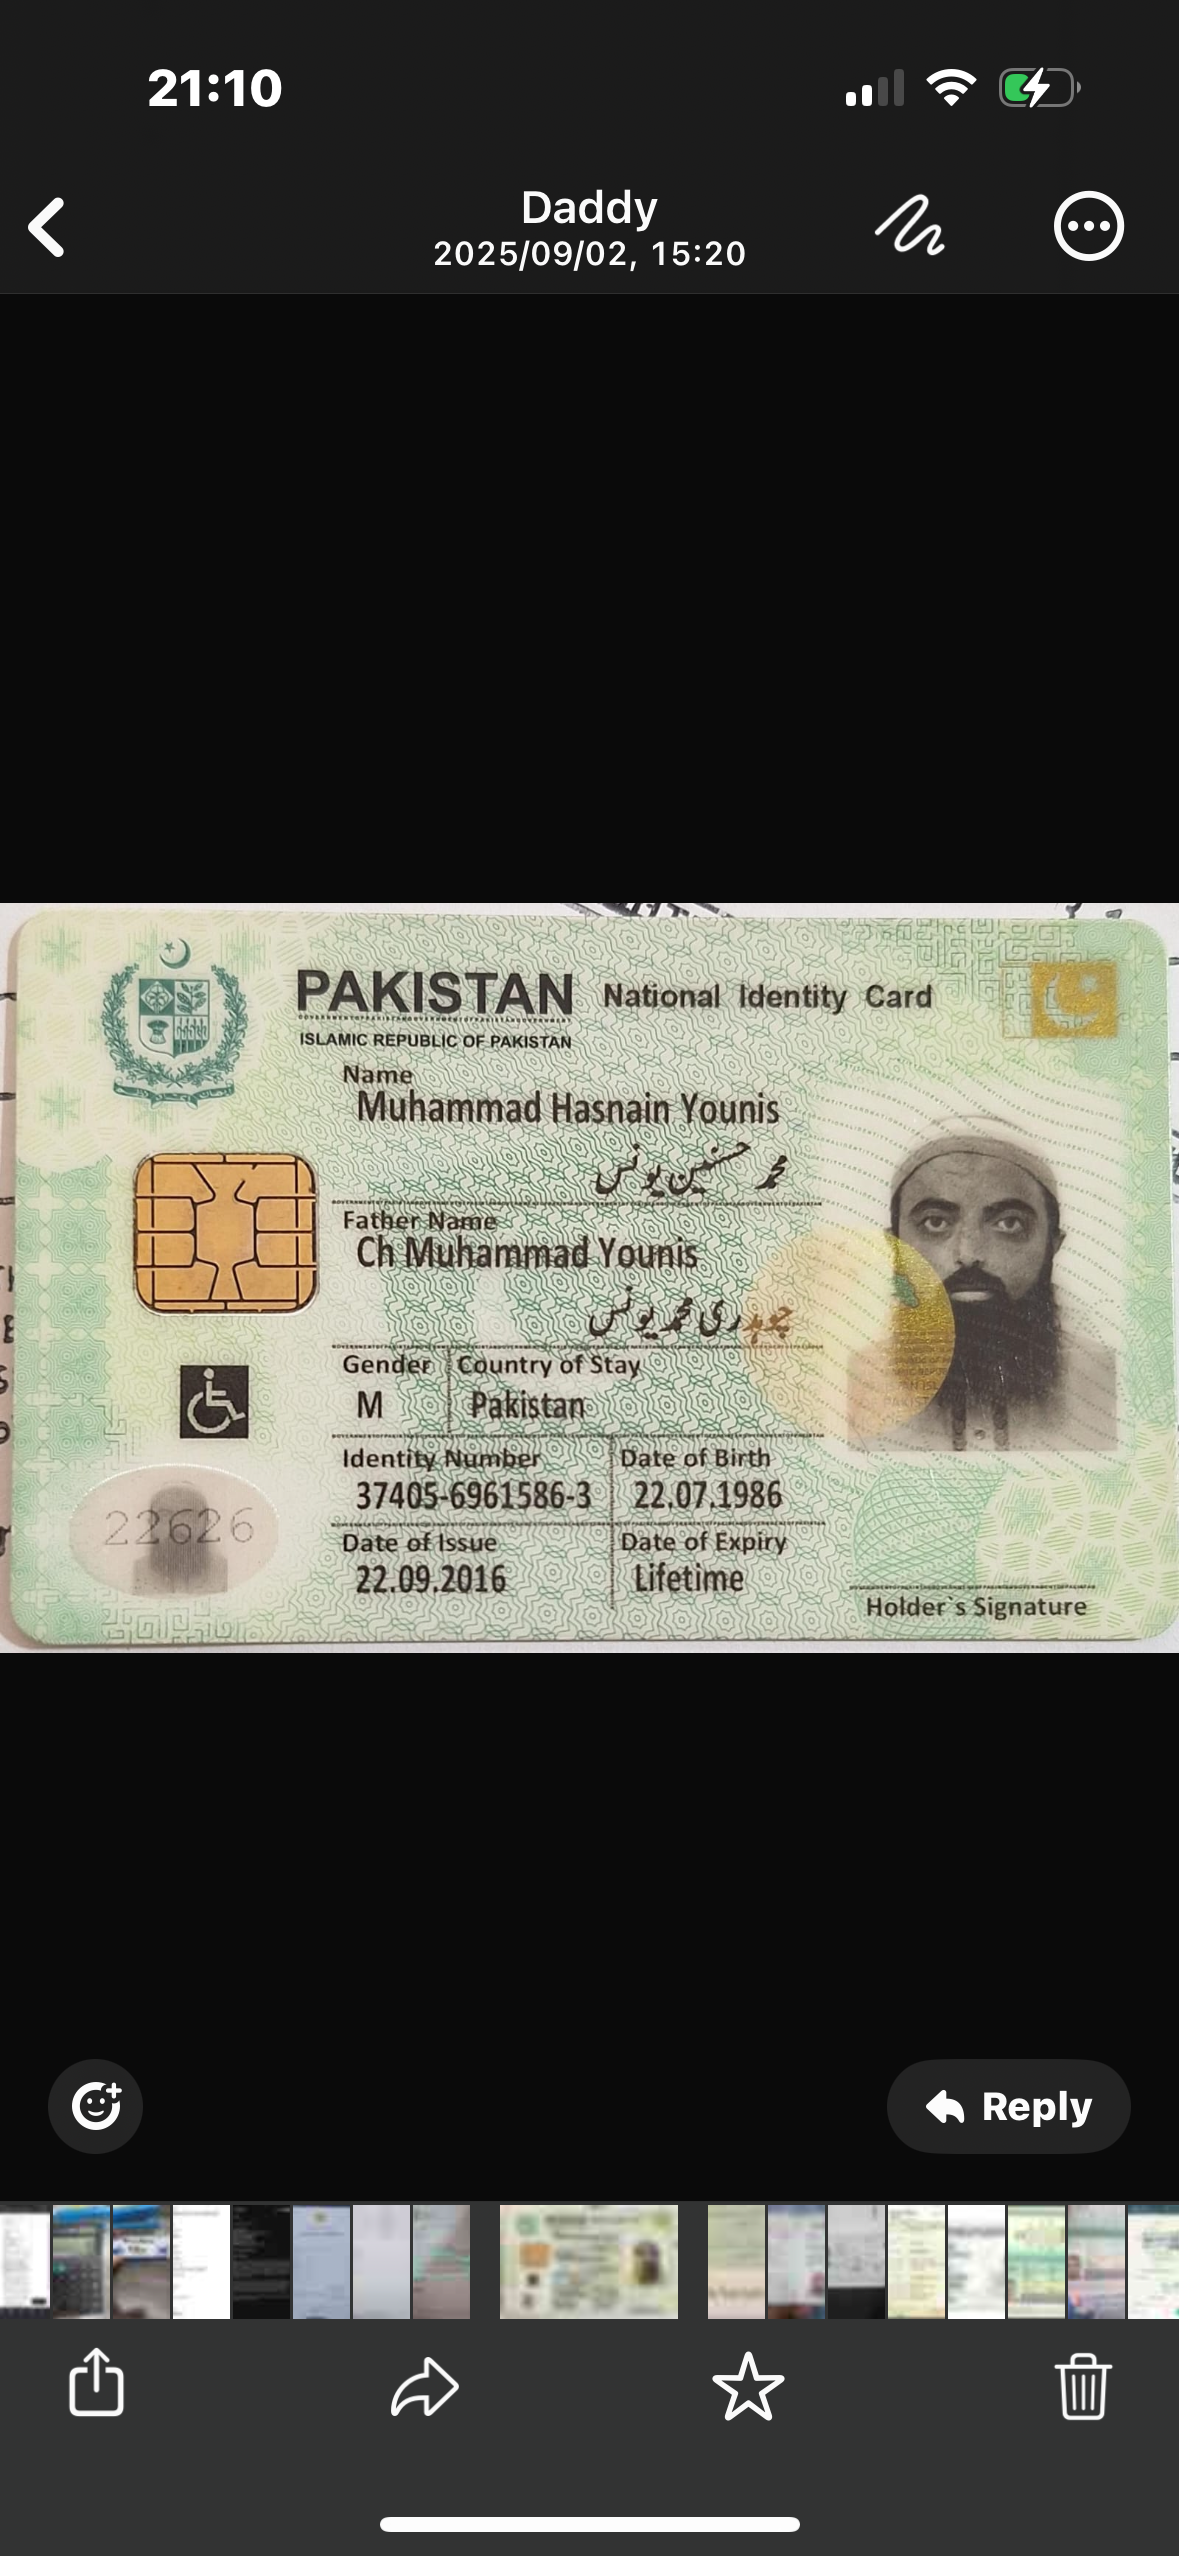 21:10
Daddy
2025/09/02, 15:20
PAKISTAN National Identity Card
ISLAMIC REPUBLIC OF PAKISTAN
Name
Muhammad Hasnain Younis
محمد حسنین یونس
Father Name
Ch Muhammad Younis
چوہدری محمد یونس
Gender Country of Stay
M Pakistan
Identity Number Date of Birth
37405-6961586-3 22.07.1986
22626
Date of Issue Date of Expiry
22.09.2016 Lifetime
Holder`s Signature
Reply